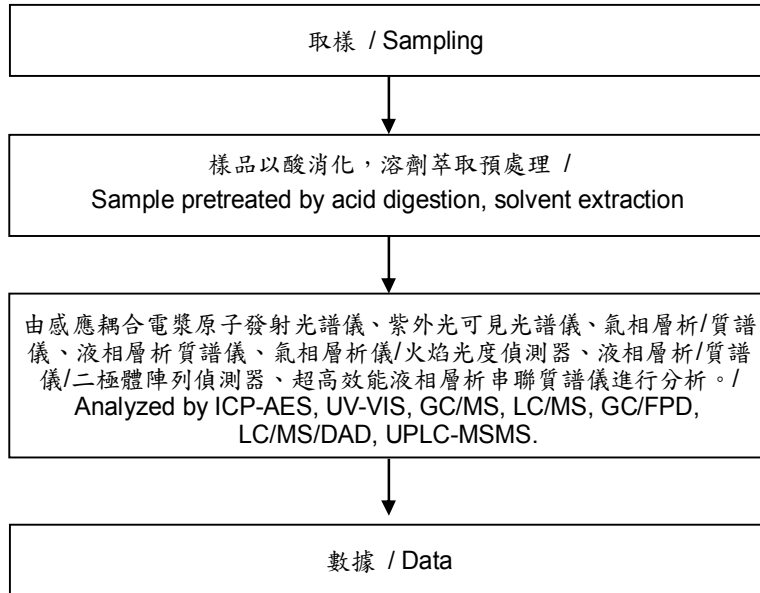 取樣 / Sampling
樣品以酸消化，溶劑萃取預處理 /
Sample pretreated by acid digestion, solvent extraction
由感應耦合電漿原子發射光譜儀、紫外光可見光譜儀、氣相層析/質譜
儀、液相層析質譜儀、氣相層析儀/火焰光度偵測器、液相層析/質譜
儀/二極體陣列偵測器、超高效能液相層析串聯質譜儀進行分析。/
Analyzed by ICP-AES, UV-VIS, GC/MS, LC/MS, GC/FPD,
LC/MS/DAD, UPLC-MSMS.
數據 / Data